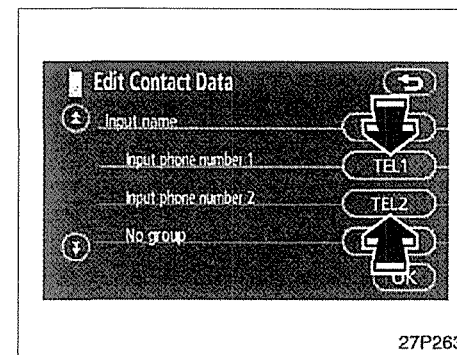 Edit Contact Data
Input name
Input phone number 1 TEL1
Input phone number 2 TEL2
No group
OK
27P263